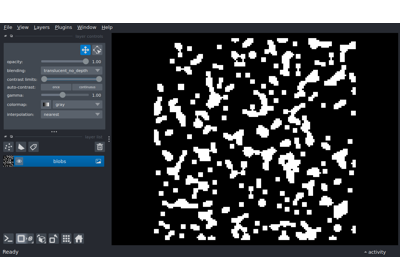 File View Layers Plugins Window Help
opacity: 1.00
blending: translucent_no_depth
contrast limits:
auto-contrast: once continuous
gamma: 1.00
colormap: gray
interpolation: nearest
blobs
Ready
activity